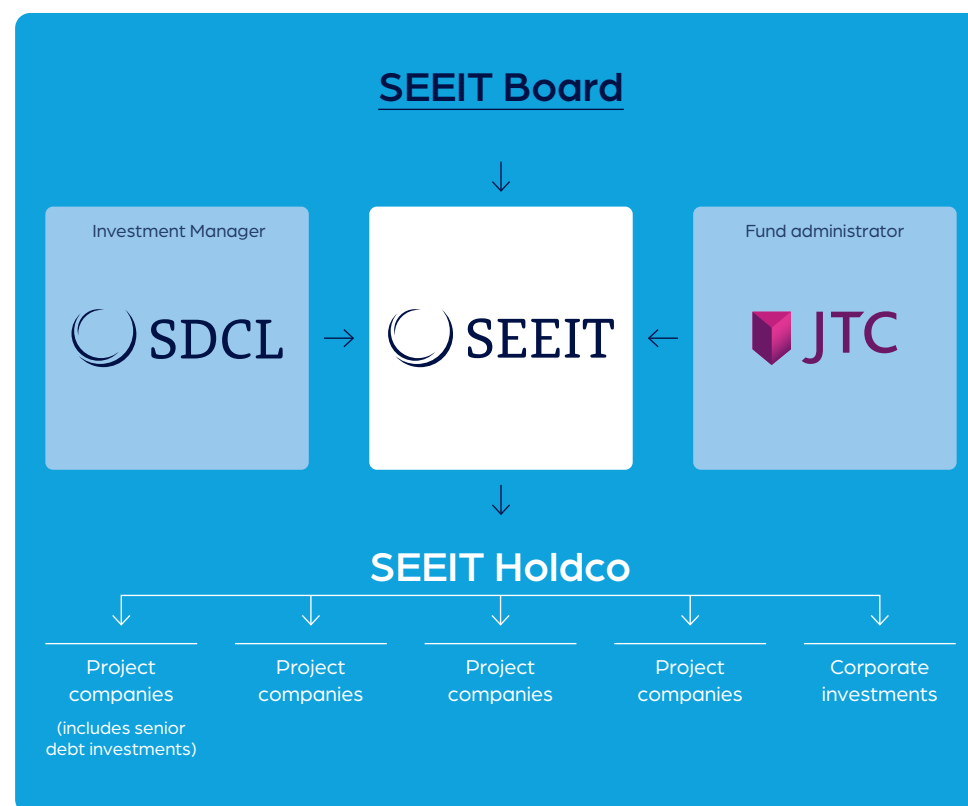 SEEIT Board
Investment Manager
SDCL
SEEIT
Fund administrator
JTC
SEEIT Holdco
Project
companies
(includes senior
debt investments)
Project
companies
Project
companies
Project
companies
Corporate
investments